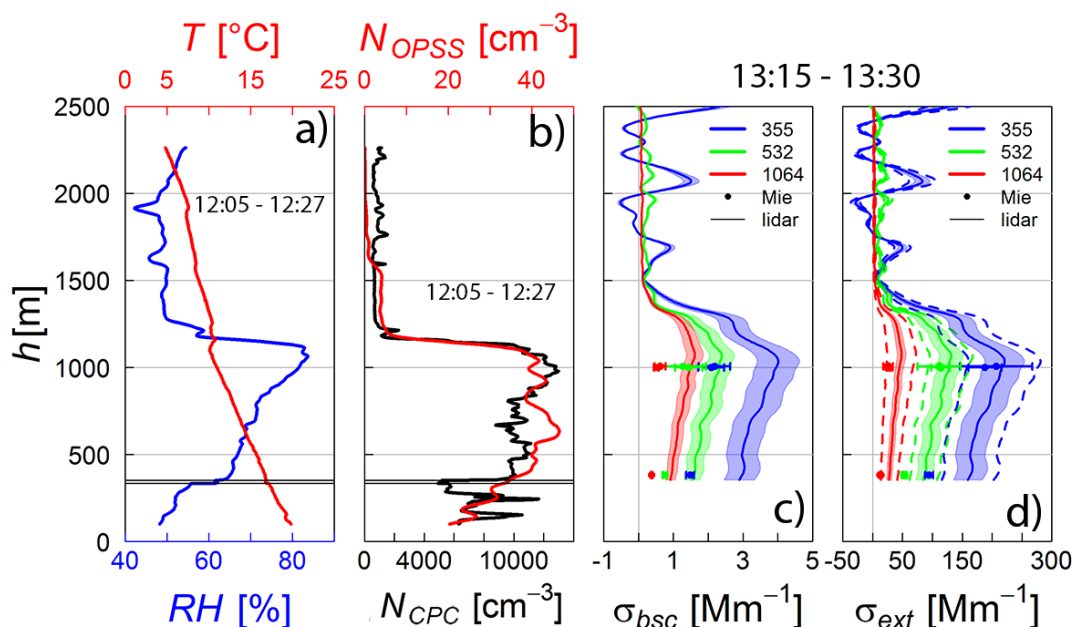 T [°C]
0 5 10 15 20 25
N_OPSS [cm⁻³]
0 20 40
13:15 - 13:30
h[m]
2500
2000
1500
1000
500
0
a)
12:05 - 12:27
40 60 80
RH [%]
b)
12:05 - 12:27
0 4000 10000
N_CPC [cm⁻³]
355
532
1064
Mie
lidar
c)
-1 1 3 5
σ_bsc [Mm⁻¹]
355
532
1064
Mie
lidar
d)
-50 50 150 300
σ_ext [Mm⁻¹]